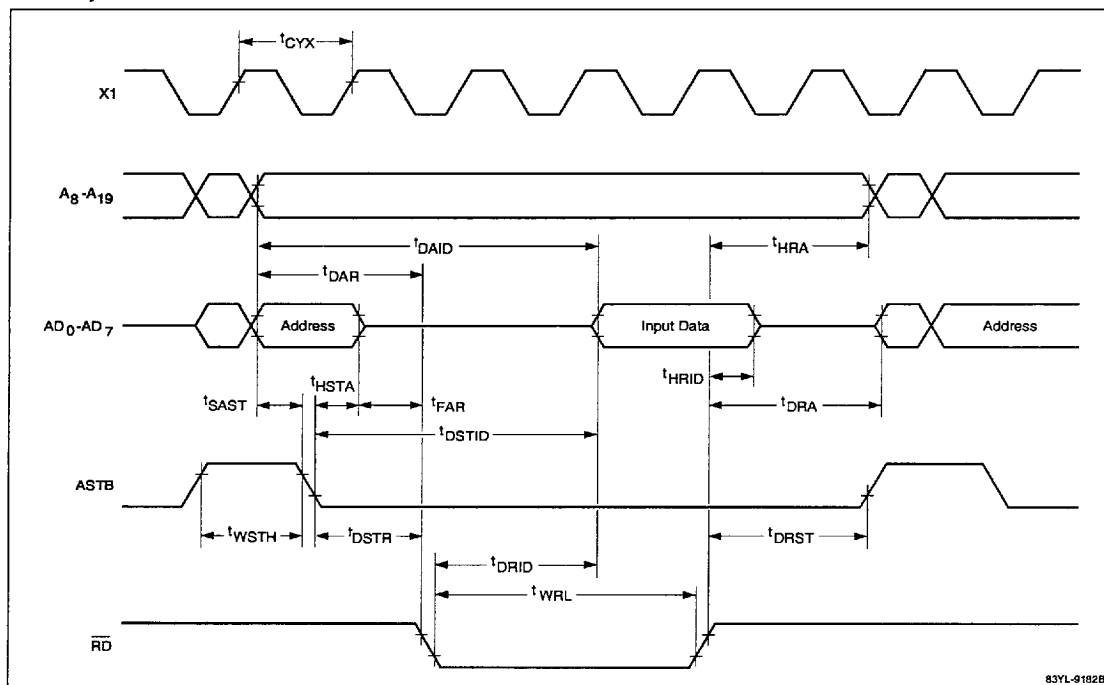 tCYX
X1
A8-A19
tDAID
tHRA
tDAR
AD0-AD7
Address
Input Data
Address
tHSTA
tHRID
tSAST
tFAR
tDRA
tDSTID
ASTB
tWSTH
tDSTR
tDRST
tDRID
tWRL
RD
83YL-9182B